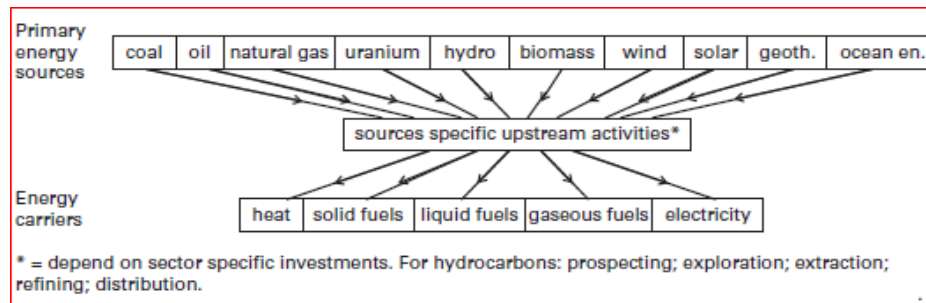 Primary
energy
sources
coal oil natural gas uranium hydro biomass wind solar geoth. ocean en.
sources specific upstream activities*
Energy
carriers
heat solid fuels liquid fuels gaseous fuels electricity
* = depend on sector specific investments. For hydrocarbons: prospecting; exploration; extraction;
refining; distribution.